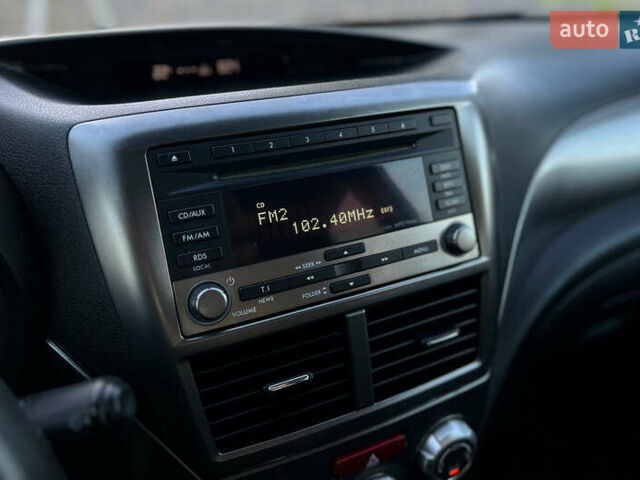 auto
R
1 2 3 4 5 6
CD
FM2
102.40MHz
CD/AUX
FM/AM
RDS
LOCAL
SEEK
MENU
T.I
NEWS
FOLDER
VOLUME